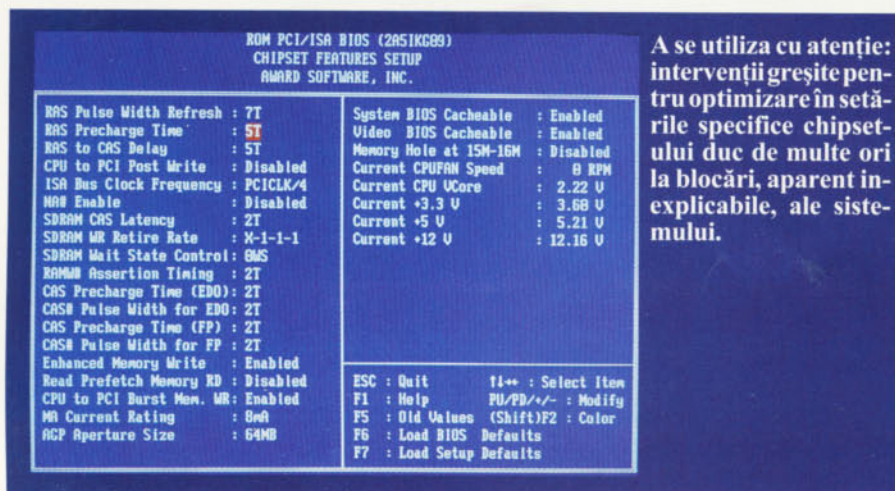 ROM PCI/ISA BIOS (2A5IKG09)
CHIPSET FEATURES SETUP
AWARD SOFTWARE, INC.
RAS Pulse Width Refresh : 7T
RAS Precharge Time : 5T
RAS to CAS Delay : 5T
CPU to PCI Post Write : Disabled
ISA Bus Clock Frequency : PCICLK/4
MA# Enable : Disabled
SDRAM CAS Latency : 2T
SDRAM WR Retire Rate : X-1-1-1
SDRAM Wait State Control: 0WS
RAMW# Assertion Timing : 2T
CAS Precharge Time (EDO): 2T
CAS# Pulse Width for EDO: 2T
CAS Precharge Time (FP) : 2T
CAS# Pulse Width for FP : 2T
Enhanced Memory Write : Enabled
Read Prefetch Memory RD : Disabled
CPU to PCI Burst Mem. WR: Enabled
MA Current Rating : 8mA
AGP Aperture Size : 64MB
System BIOS Cacheable : Enabled
Video BIOS Cacheable : Enabled
Memory Hole at 15M-16M : Disabled
Current CPUFAN Speed : 0 RPM
Current CPU VCore : 2.22 V
Current +3.3 V : 3.60 V
Current +5 V : 5.21 V
Current +12 V : 12.16 V
ESC : Quit ↑↓→← : Select Item
F1 : Help PU/PD/+/- : Modify
F5 : Old Values (Shift)F2 : Color
F6 : Load BIOS Defaults
F7 : Load Setup Defaults
A se utiliza cu atenție:
intervenții greșite pen-
tru optimizare în setă-
rile specifice chipset-
ului duc de multe ori
la blocări, aparent in-
explicabile, ale siste-
mului.